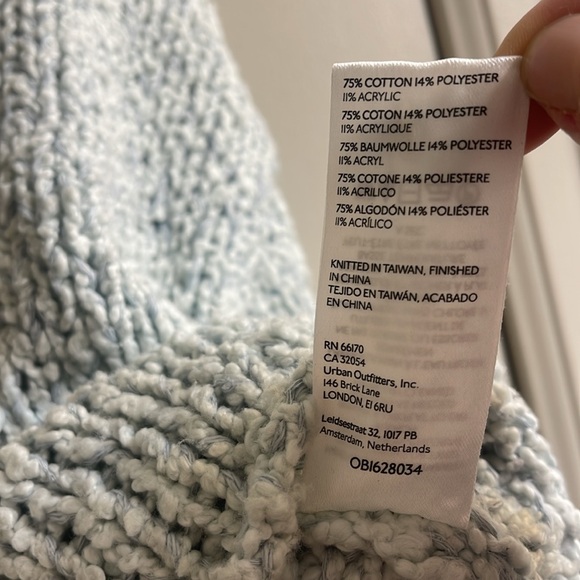 75% COTTON 14% POLYESTER
11% ACRYLIC
75% COTON 14% POLYESTER
11% ACRYLIQUE
75% BAUMWOLLE 14% POLYESTER
11% ACRYL
75% COTONE 14% POLIESTERE
11% ACRILICO
75% ALGODÓN 14% POLIÉSTER
11% ACRÍLICO
KNITTED IN TAIWAN, FINISHED
IN CHINA
TEJIDO EN TAIWÁN, ACABADO
EN CHINA
RN 66170
CA 32054
Urban Outfitters, Inc.
146 Brick Lane
LONDON, E1 6RU
Leidsestraat 32, 1017 PB
Amsterdam, Netherlands
OB1628034